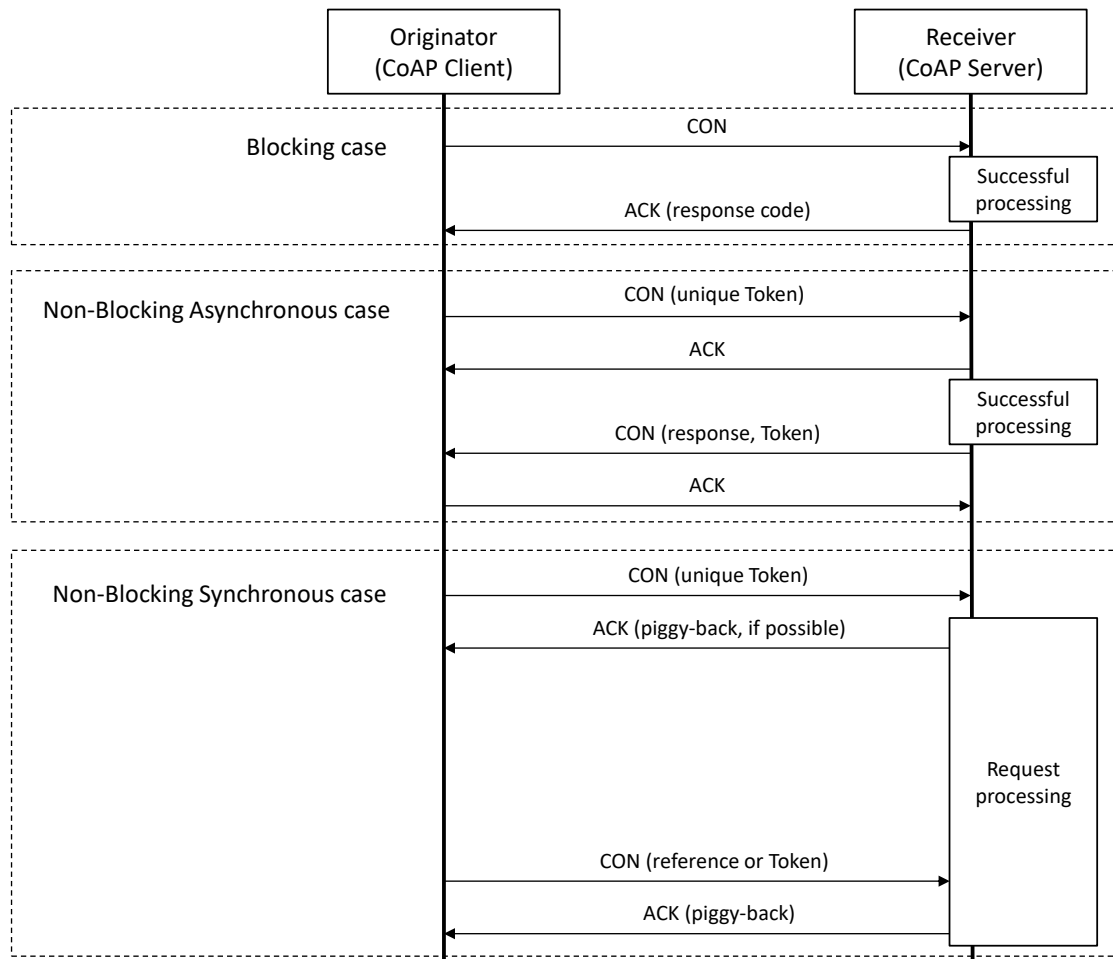 Originator
(CoAP Client)
Receiver
(CoAP Server)
Blocking case
CON
Successful
processing
ACK (response code)
Non-Blocking Asynchronous case
CON (unique Token)
ACK
Successful
processing
CON (response, Token)
ACK
Non-Blocking Synchronous case
CON (unique Token)
ACK (piggy-back, if possible)
Request
processing
CON (reference or Token)
ACK (piggy-back)